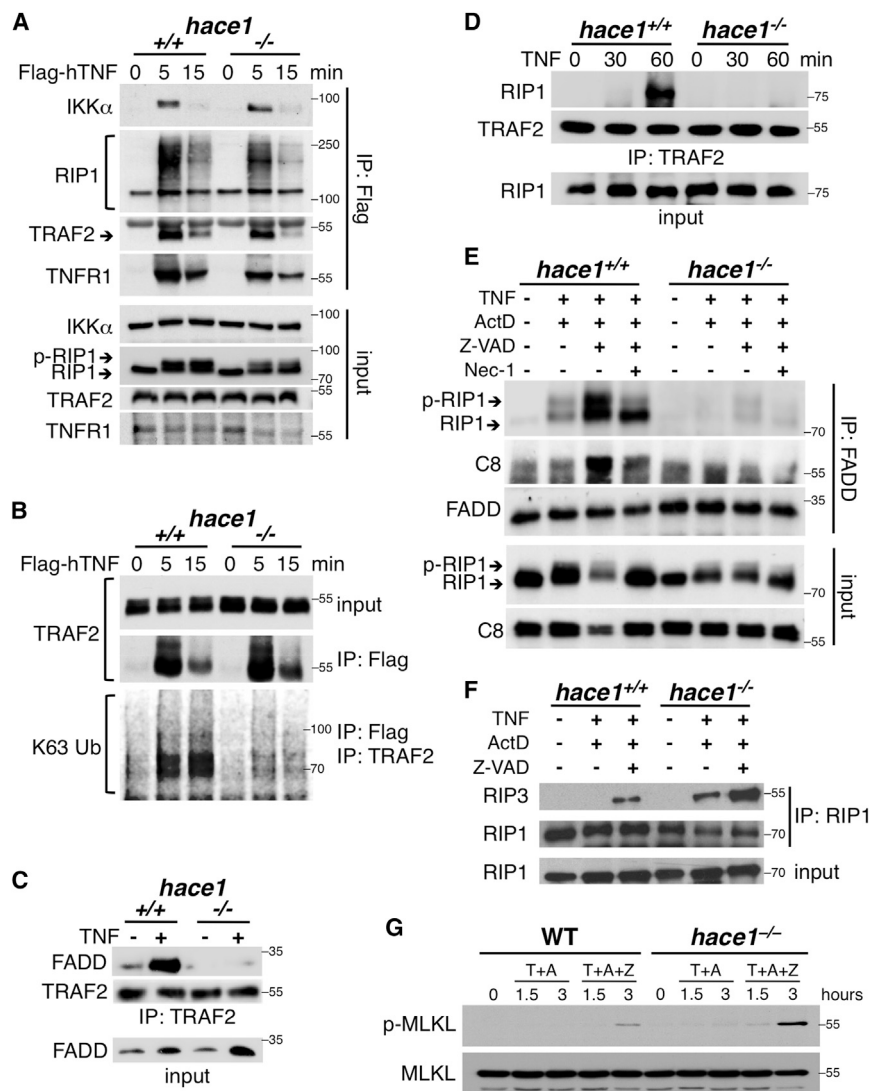 A
hace1
+/+ -/-
Flag-hTNF 0 5 15 0 5 15 min
IKKα –100
RIP1 –250
–100
TRAF2 –55
TNFR1 –55
IP: Flag
IKKα –100
p-RIP1 –100
RIP1 –70
TRAF2 –55
TNFR1 –55
input
B
hace1
+/+ -/-
Flag-hTNF 0 5 15 0 5 15 min
TRAF2
–55 input
–55 IP: Flag
K63 Ub
–100 IP: Flag
–70 IP: TRAF2
C
hace1
+/+ -/-
TNF - + - +
FADD –35
TRAF2 –55
IP: TRAF2
FADD –35
input
D
hace1+/+ hace1–/–
TNF 0 30 60 0 30 60 min
RIP1 –75
TRAF2 –55
IP: TRAF2
RIP1 –75
input
E
hace1+/+ hace1–/–
TNF - + + + - + + +
ActD - + + + - + + +
Z-VAD - - + + - - + +
Nec-1 - - - + - - - +
p-RIP1
RIP1 –70
C8 –55
FADD –35
IP: FADD
p-RIP1
RIP1 –70
C8 –55
input
F
hace1+/+ hace1–/–
TNF - + + - + +
ActD - + + - + +
Z-VAD - - + - - +
RIP3 –55
RIP1 –70
IP: RIP1
RIP1 –70 input
G
WT hace1–/–
T+A T+A+Z T+A T+A+Z
0 1.5 3 1.5 3 0 1.5 3 1.5 3 hours
p-MLKL –55
MLKL –55